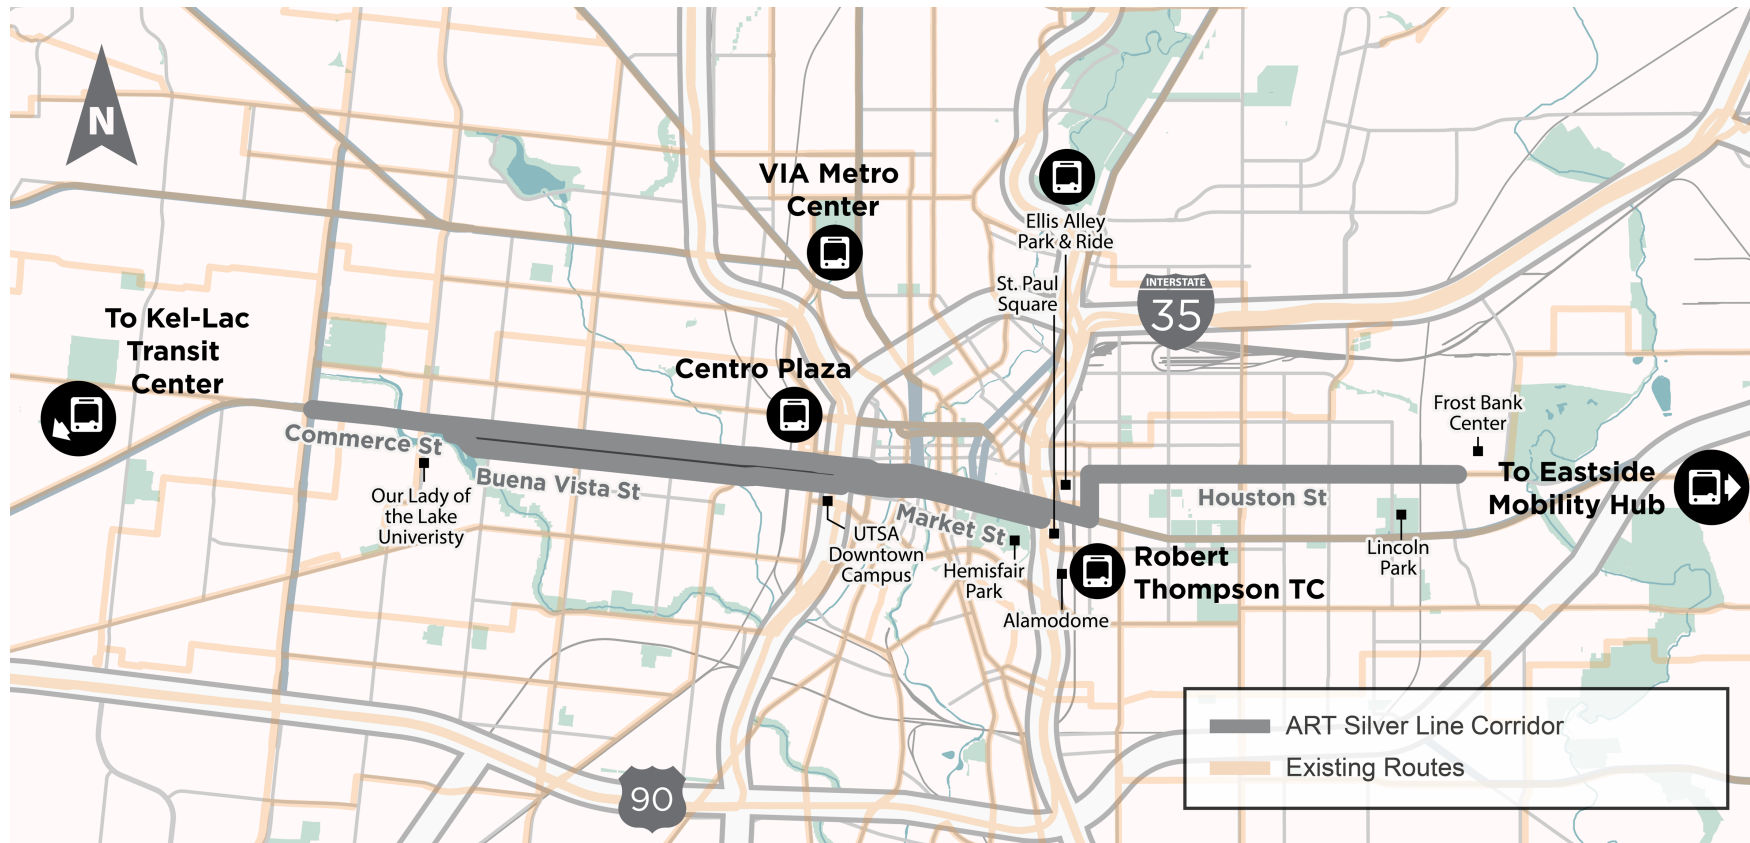 N
VIA Metro
Center
Ellis Alley
Park & Ride
St. Paul
Square
INTERSTATE
35
To Kel-Lac
Transit
Center
Centro Plaza
Frost Bank
Center
Commerce St
Buena Vista St
Market St
Houston St
To Eastside
Mobility Hub
Our Lady of
the Lake
Univeristy
UTSA
Downtown
Campus
Hemisfair
Park
Robert
Thompson TC
Lincoln
Park
Alamodome
90
ART Silver Line Corridor
Existing Routes